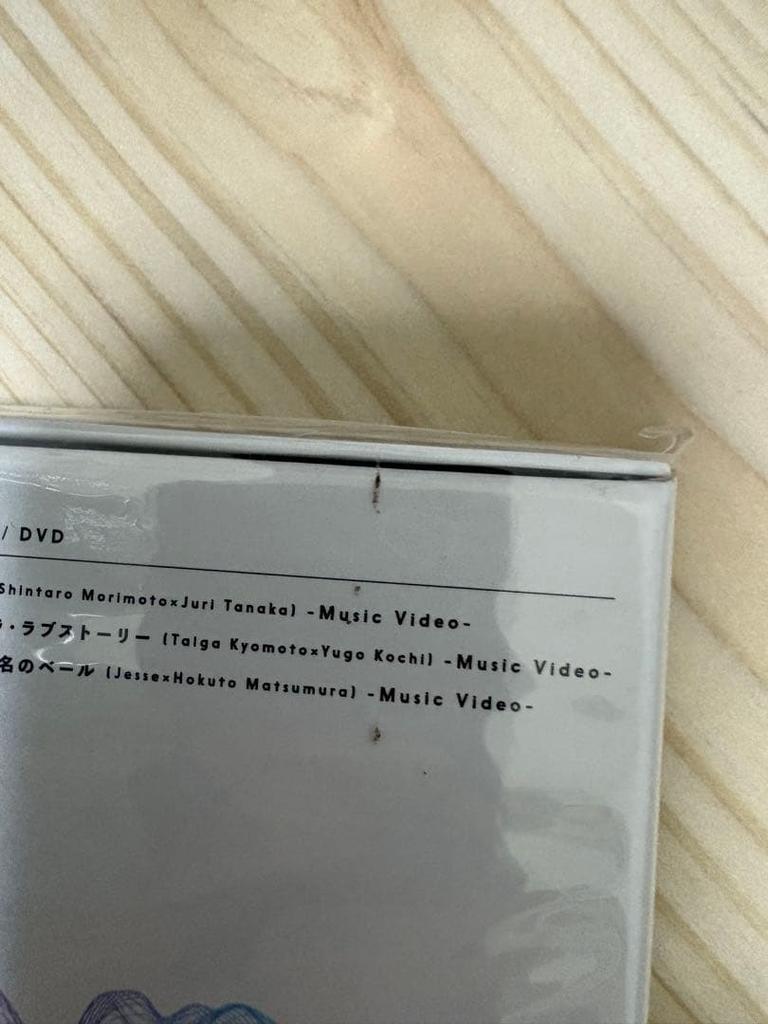 / DVD
Shintaro Morimoto×Juri Tanaka) -Music Video-
・ラブストーリー (Taiga Kyomoto×Yugo Kochi) -Music Video-
名のベール (Jesse×Hokuto Matsumura) -Music Video-